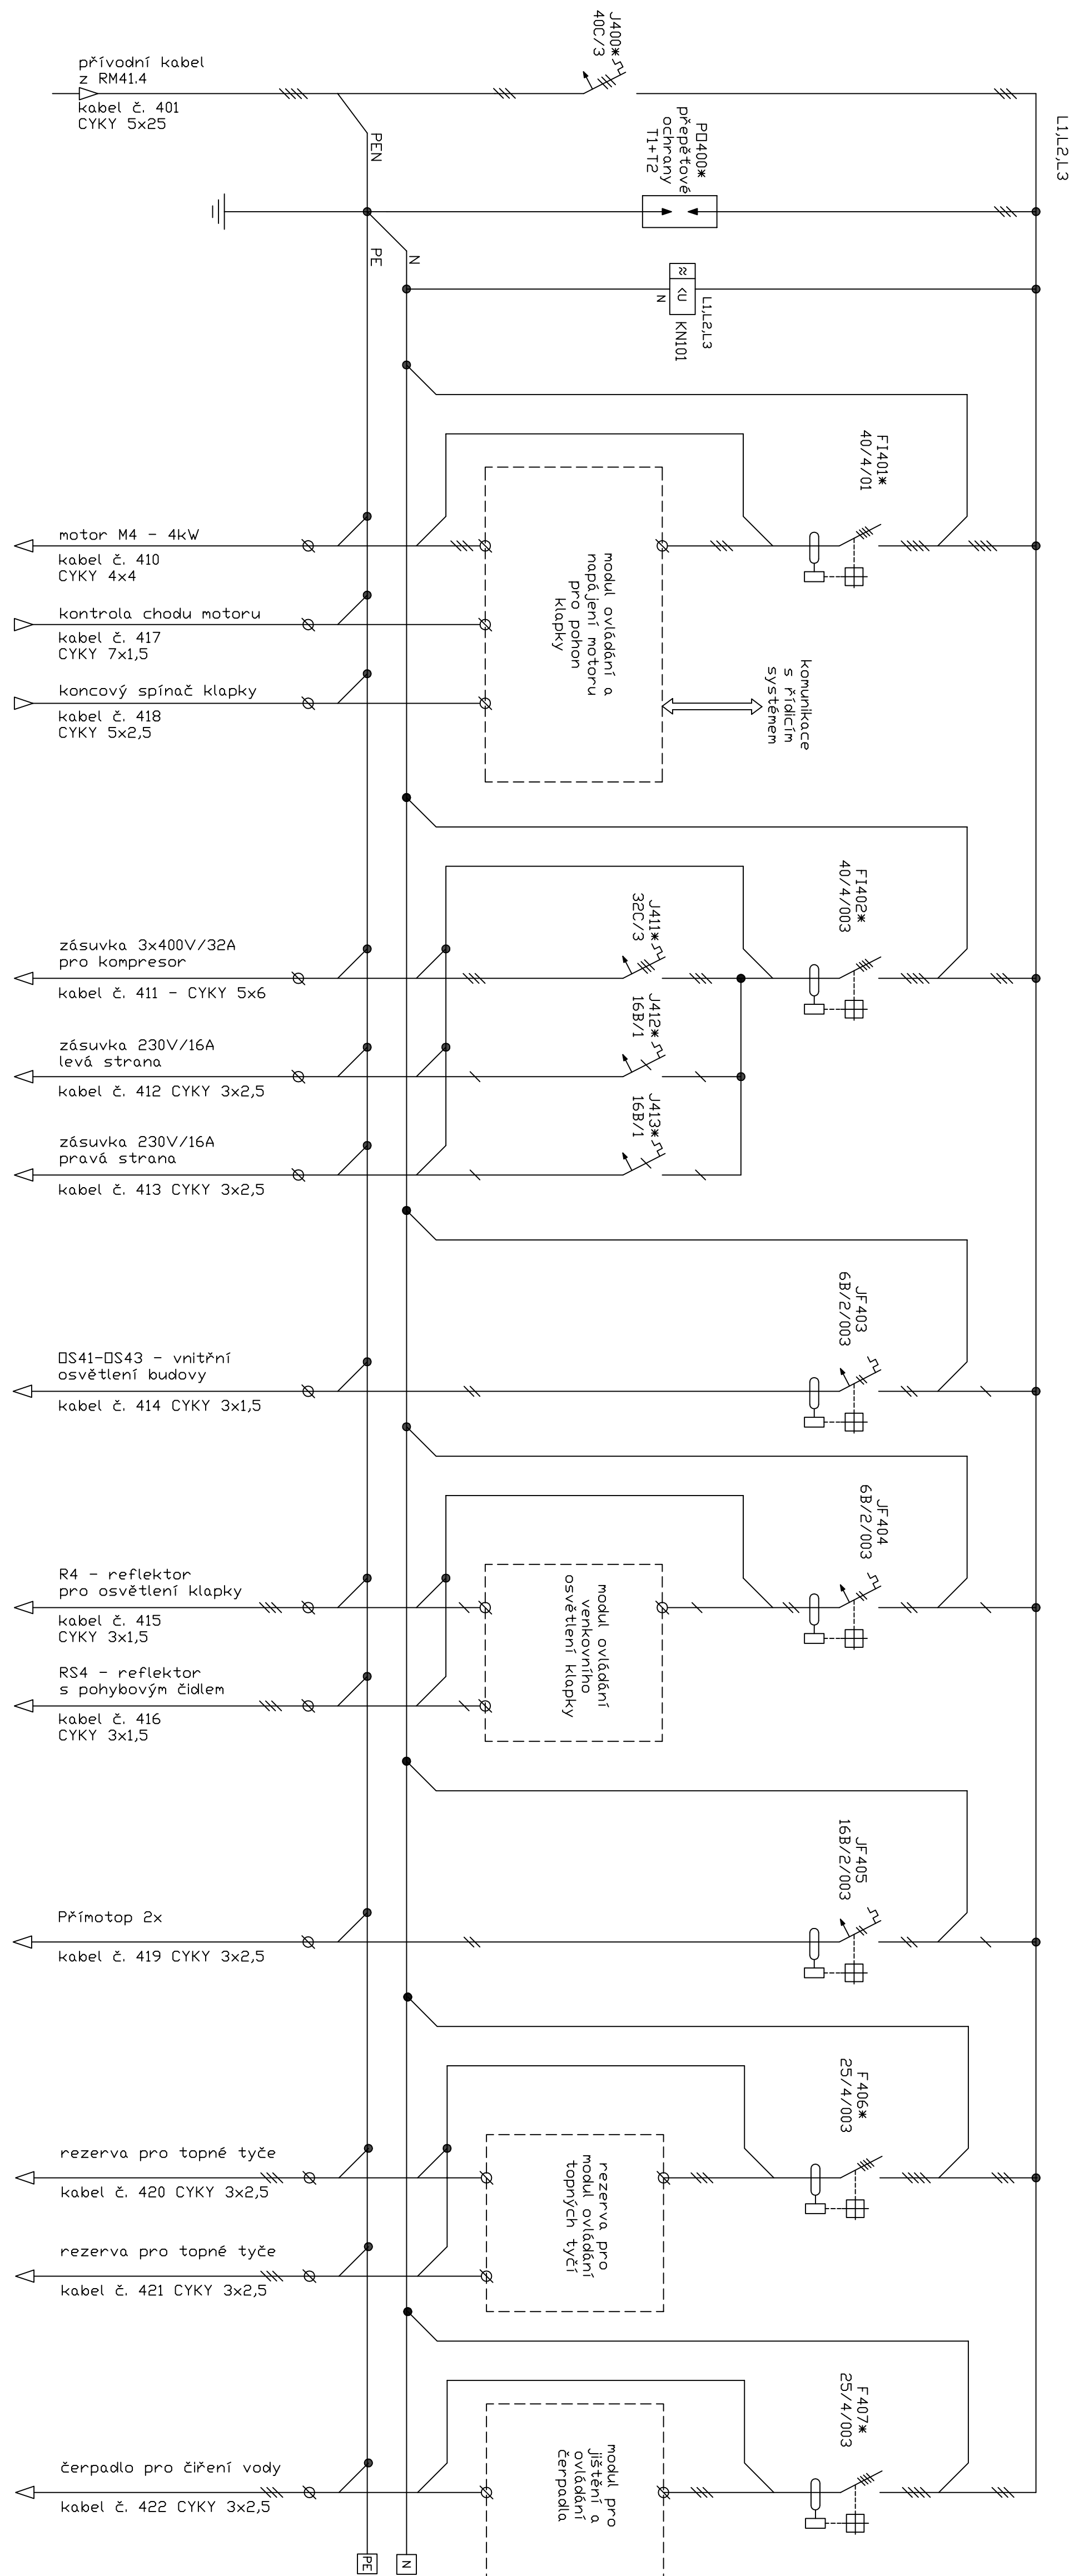 přívodní kabel
z RM41.4
kabel č. 401
CYKY 5x25
J400*
40C/3
L1,L2,L3
PEN
přepěťové
ochrany
T1+T2
PE
N
L1,L2,L3
KN101
N
<U
≈
FI401*
40/4/01
motor M4 - 4kW
kabel č. 410
CYKY 4x4
kontrola chodu motoru
kabel č. 417
CYKY 7x1,5
koncový spínač klapky
kabel č. 418
CYKY 5x2,5
modul ovládání a
napájení motoru
pro pohon
klapky
komunikace
s řídicím
systémem
FI402*
40/4/003
zásuvka 3x400V/32A
pro kompresor
kabel č. 411 - CYKY 5x6
J411*
32C/3
zásuvka 230V/16A
levá strana
kabel č. 412 CYKY 3x2,5
J412*
16B/1
zásuvka 230V/16A
pravá strana
kabel č. 413 CYKY 3x2,5
J413*
16B/1
JF403
6B/2/003
□S41-□S43 - vnitřní
osvětlení budovy
kabel č. 414 CYKY 3x1,5
JF404
6B/2/003
R4 - reflektor
pro osvětlení klapky
kabel č. 415
CYKY 3x1,5
RS4 - reflektor
s pohybovým čidlem
kabel č. 416
CYKY 3x1,5
modul ovládání
venkovního
osvětlení klapky
JF405
16B/2/003
Přímotop 2x
kabel č. 419 CYKY 3x2,5
F406*
25/4/003
rezerva pro topné tyče
kabel č. 420 CYKY 3x2,5
rezerva pro topné tyče
kabel č. 421 CYKY 3x2,5
rezerva pro
modul ovládání
topných tyčí
F407*
25/4/003
čerpadlo pro čiření vody
kabel č. 422 CYKY 3x2,5
modul pro
jištění a
ovládání
čerpadla
PE
N